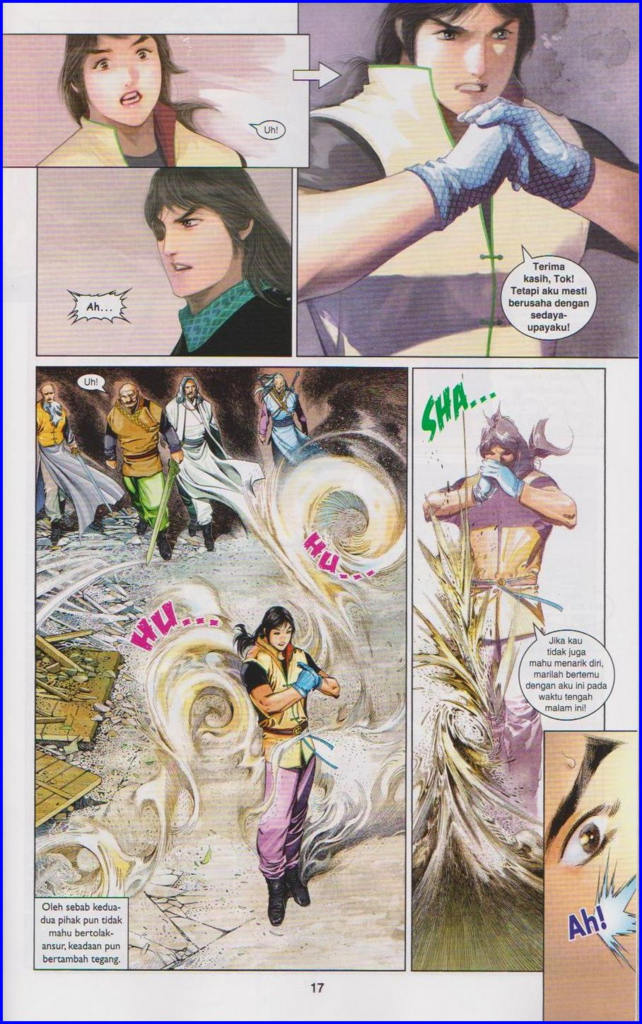 Uh!
Terima
kasih, Tok!
Tetapi aku mesti
berusaha dengan
sedaya-
upayaku!
Ah...
Uh!
HU...
HU...
Oleh sebab kedua-
dua pihak pun tidak
mahu bertolak-
ansur, keadaan pun
bertambah tegang.
SHA...
Jika kau
tidak juga
mahu menarik diri,
marilah bertemu
dengan aku ini pada
waktu tengah
malam ini!
Ah!
17